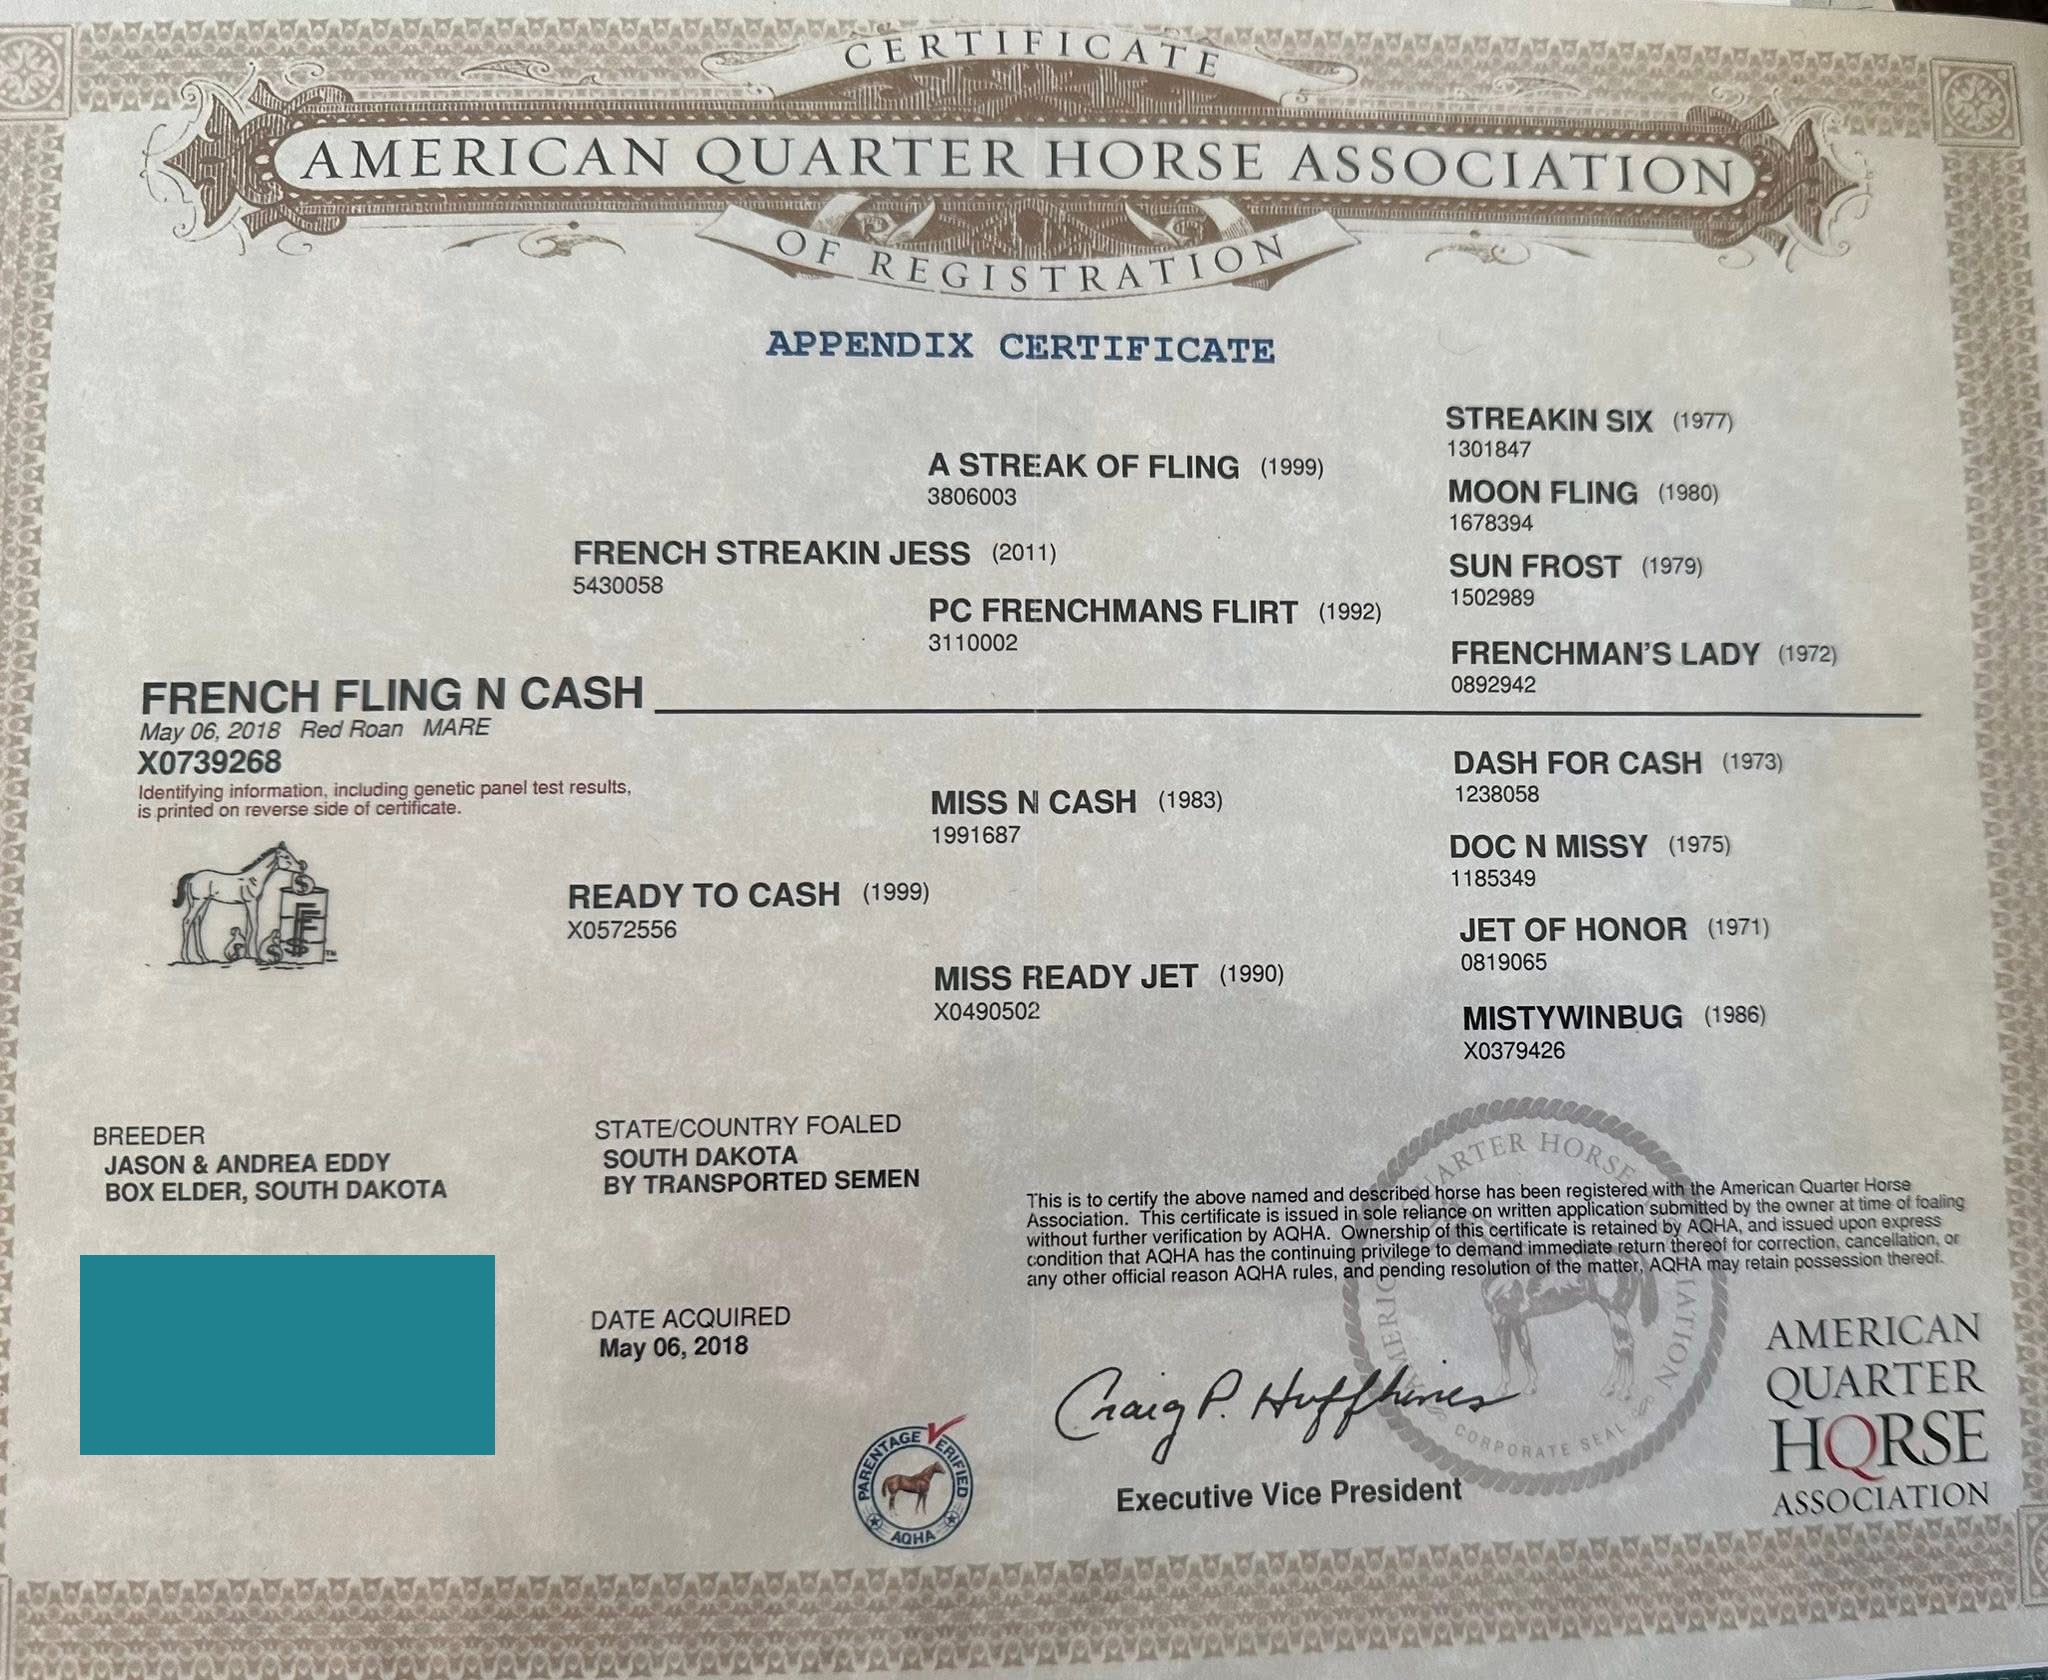 CERTIFICATE
AMERICAN QUARTER HORSE ASSOCIATION
OF REGISTRATION
APPENDIX CERTIFICATE
STREAKIN SIX (1977)
1301847
A STREAK OF FLING (1999)
3806003
MOON FLING (1980)
1678394
FRENCH STREAKIN JESS (2011)
5430058
SUN FROST (1979)
1502989
PC FRENCHMANS FLIRT (1992)
3110002
FRENCHMAN'S LADY (1972)
0892942
FRENCH FLING N CASH
May 06, 2018 Red Roan MARE
X0739268
Identifying information, including genetic panel test results,
is printed on reverse side of certificate.
DASH FOR CASH (1973)
1238058
MISS N CASH (1983)
1991687
DOC N MISSY (1975)
1185349
READY TO CASH (1999)
X0572556
JET OF HONOR (1971)
0819065
MISS READY JET (1990)
X0490502
MISTYWINBUG (1986)
X0379426
$
$ $ $
TM
BREEDER
JASON & ANDREA EDDY
BOX ELDER, SOUTH DAKOTA
STATE/COUNTRY FOALED
SOUTH DAKOTA
BY TRANSPORTED SEMEN
This is to certify the above named and described horse has been registered with the American Quarter Horse
Association. This certificate is issued in sole reliance on written application submitted by the owner at time of foaling
without further verification by AQHA. Ownership of this certificate is retained by AQHA, and issued upon express
condition that AQHA has the continuing privilege to demand immediate return thereof for correction, cancellation, or
any other official reason AQHA rules, and pending resolution of the matter, AQHA may retain possession thereof.
DATE ACQUIRED
May 06, 2018
PARENTAGE VERIFIED
AQHA
Craig P. Huffhines
Executive Vice President
QUARTER HORSE
CORPORATE SEAL
AMERICAN
QUARTER
HORSE
ASSOCIATION